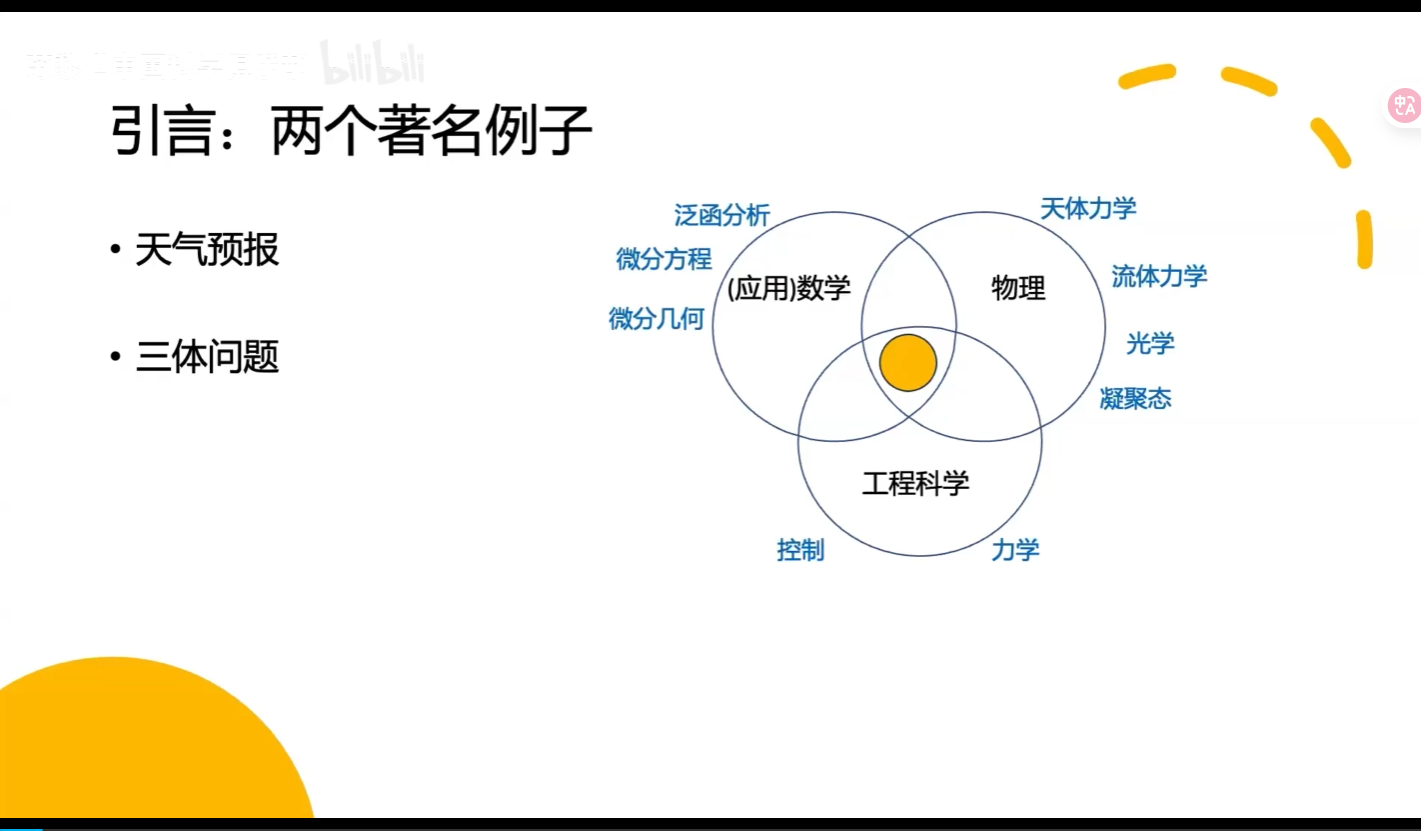 bilibili
引言：两个著名例子
• 天气预报
• 三体问题
泛函分析
微分方程
微分几何
(应用)数学
物理
天体力学
流体力学
光学
凝聚态
工程科学
控制
力学
中
A